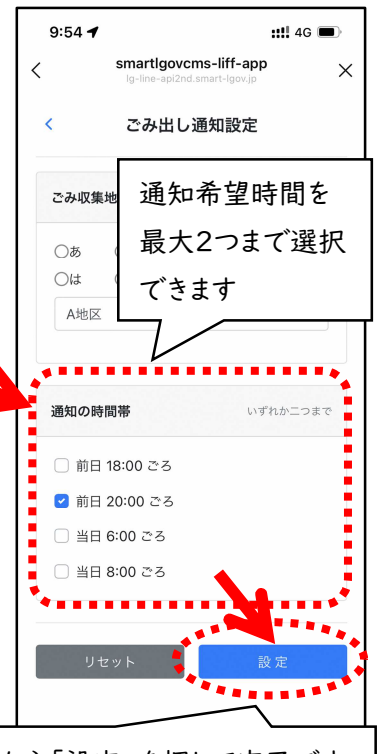 9:54 4G
smartlgovcms-liff-app
lg-line-api2nd.smart-lgov.jp
ごみ出し通知設定
ごみ収集地
通知希望時間を
最大2つまで選択
できます
あ
は
A地区
通知の時間帯 いずれか二つまで
前日 18:00 ごろ
前日 20:00 ごろ
当日 6:00 ごろ
当日 8:00 ごろ
リセット 設定